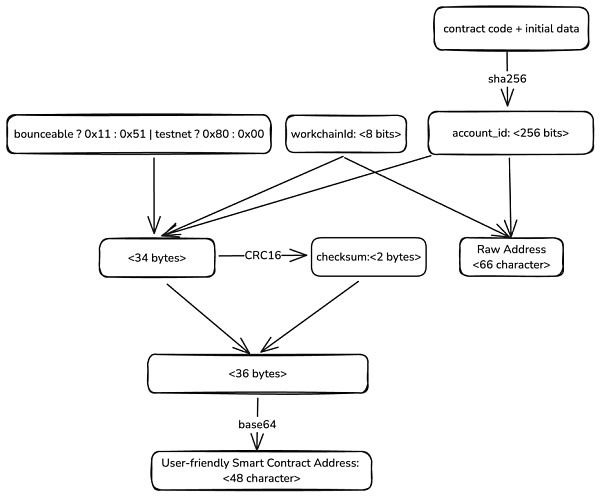 contract code + initial data
sha256
bounceable ? 0x11 : 0x51 | testnet ? 0x80 : 0x00
workchainId: <8 bits>
account_id: <256 bits>
<34 bytes>
CRC16
checksum:<2 bytes>
Raw Address
<66 character>
<36 bytes>
base64
User-friendly Smart Contract Address:
<48 character>